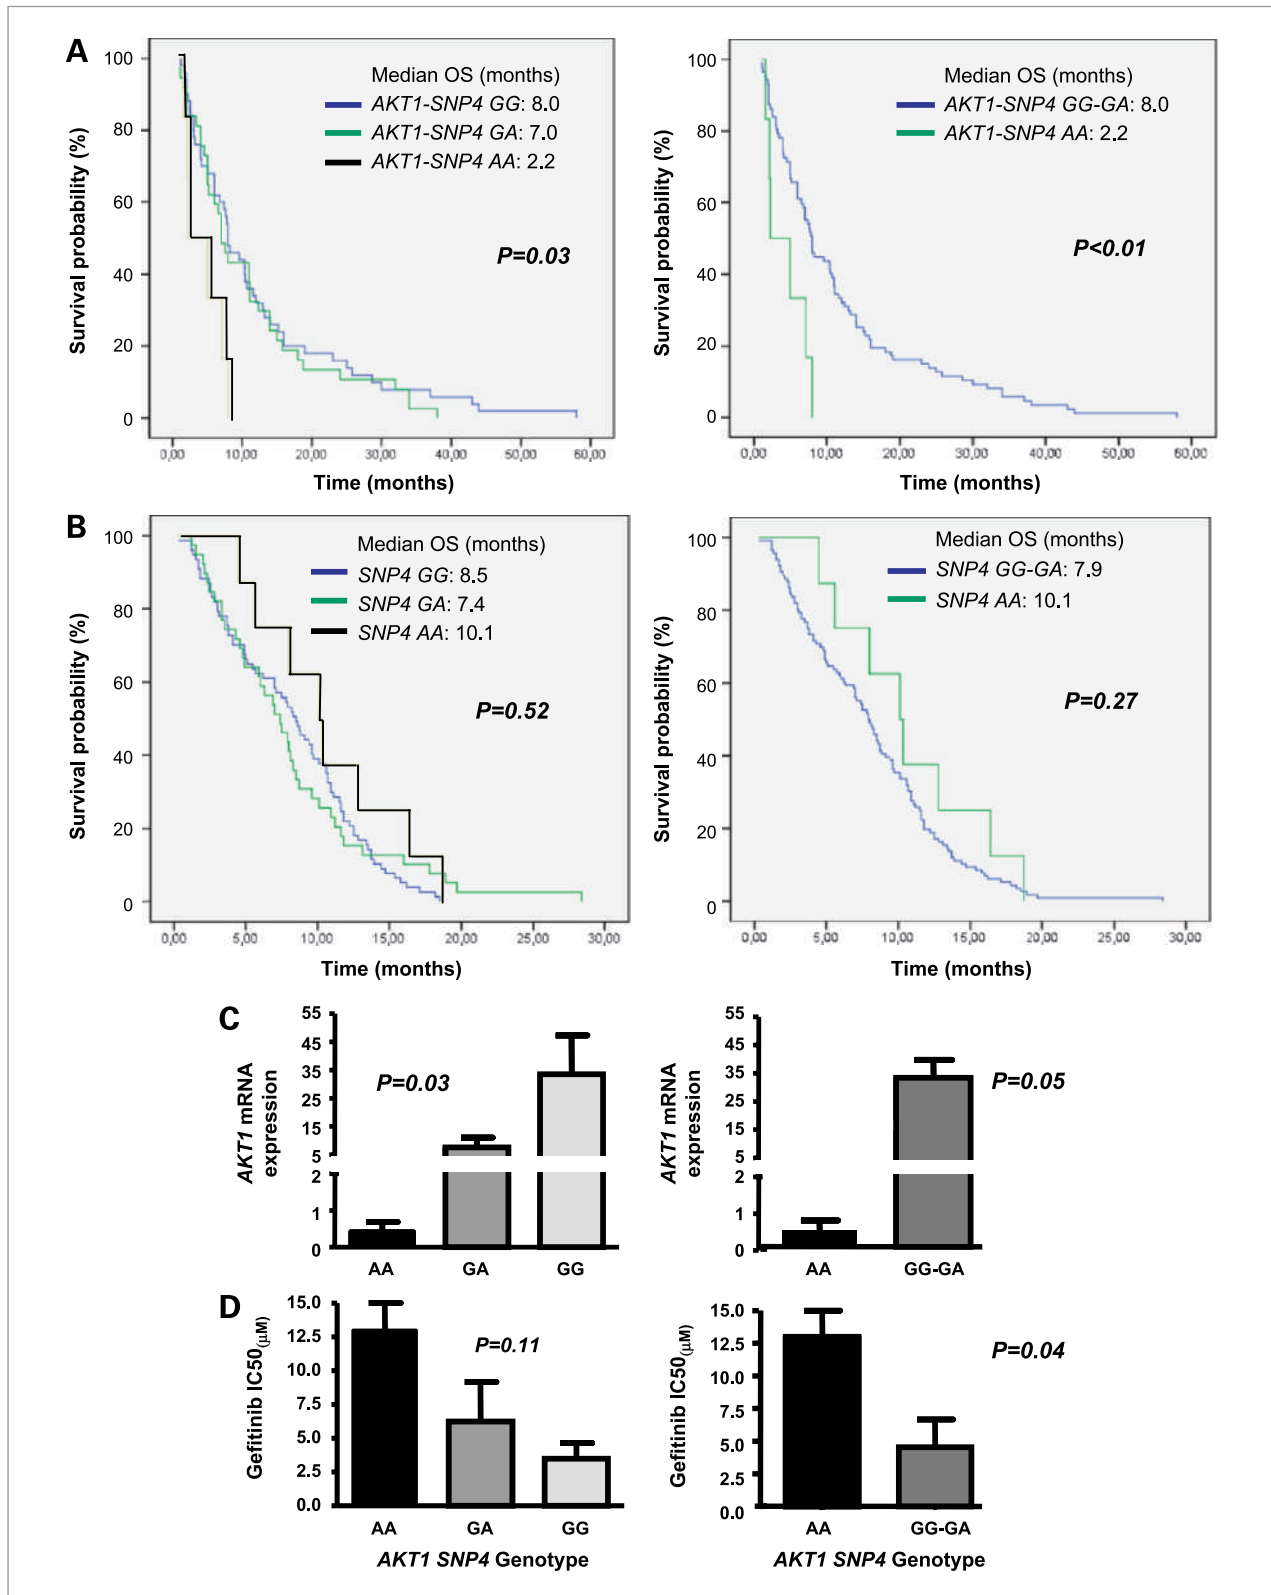 A
Survival probability (%)
100
80
60
40
20
0
Median OS (months)
AKT1-SNP4 GG: 8.0
AKT1-SNP4 GA: 7.0
AKT1-SNP4 AA: 2.2
P=0.03
0,00 10,00 20,00 30,00 40,00 50,00 60,00
Time (months)
Survival probability (%)
100
80
60
40
20
0
Median OS (months)
AKT1-SNP4 GG-GA: 8.0
AKT1-SNP4 AA: 2.2
P<0.01
0,00 10,00 20,00 30,00 40,00 50,00 60,00
Time (months)
B
Survival probability (%)
100
80
60
40
20
0
Median OS (months)
SNP4 GG: 8.5
SNP4 GA: 7.4
SNP4 AA: 10.1
P=0.52
0,00 5,00 10,00 15,00 20,00 25,00 30,00
Time (months)
Survival probability (%)
100
80
60
40
20
0
Median OS (months)
SNP4 GG-GA: 7.9
SNP4 AA: 10.1
P=0.27
0,00 5,00 10,00 15,00 20,00 25,00 30,00
Time (months)
C
AKT1 mRNA
expression
55
45
35
25
15
5
2
1
0
P=0.03
AA GA GG
AKT1 mRNA
expression
55
45
35
25
15
5
2
1
0
P=0.05
AA GG-GA
D
Gefitinib IC50(µM)
15.0
12.5
10.0
7.5
5.0
2.5
0.0
P=0.11
AA GA GG
AKT1 SNP4 Genotype
Gefitinib IC50(µM)
15.0
12.5
10.0
7.5
5.0
2.5
0.0
P=0.04
AA GG-GA
AKT1 SNP4 Genotype